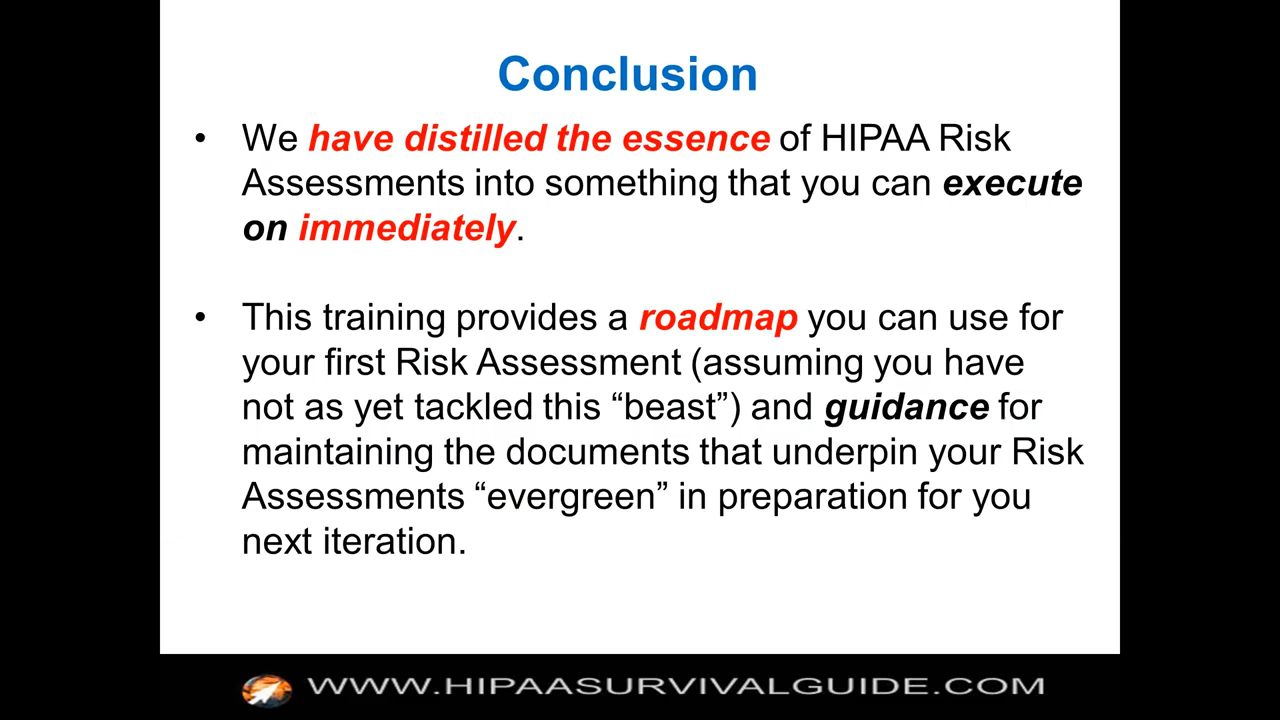 Conclusion
• We have distilled the essence of HIPAA Risk
Assessments into something that you can execute
on immediately.
• This training provides a roadmap you can use for
your first Risk Assessment (assuming you have
not as yet tackled this “beast”) and guidance for
maintaining the documents that underpin your Risk
Assessments “evergreen” in preparation for you
next iteration.
WWW.HIPAASURVIVALGUIDE.COM